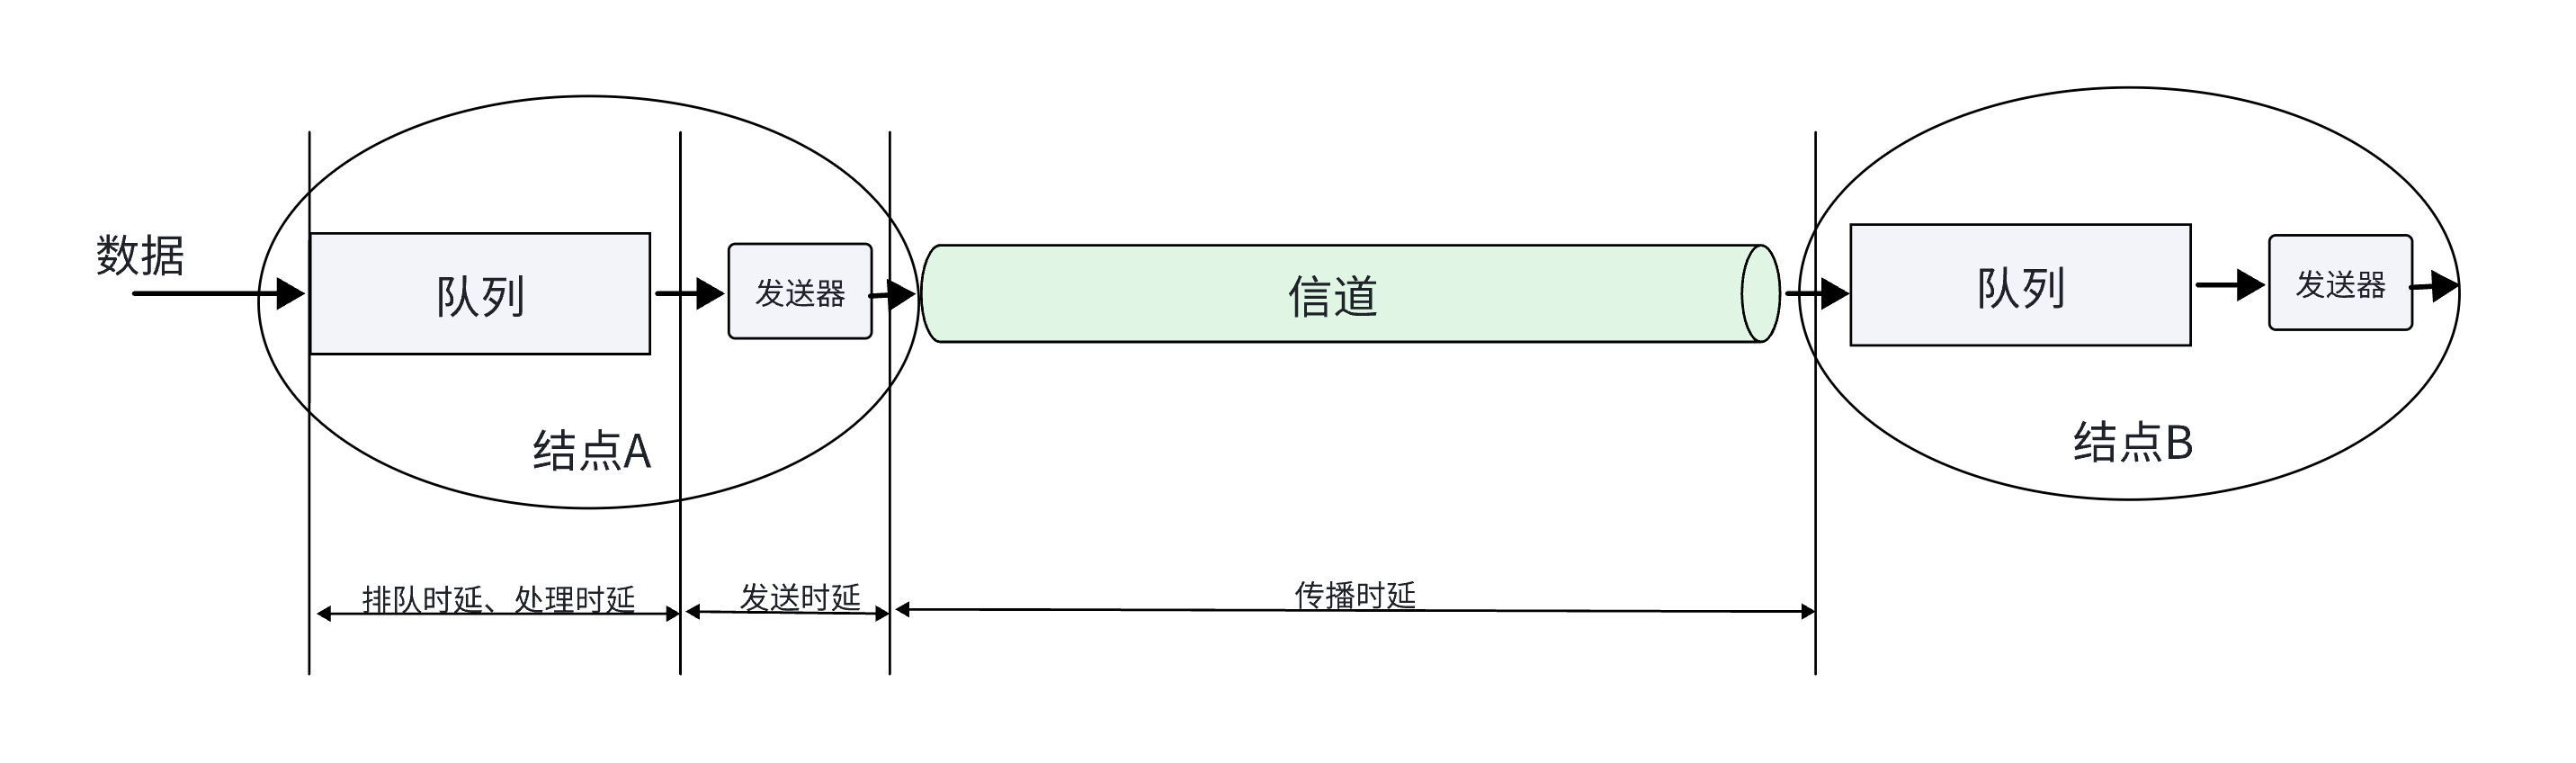 数据
队列
发送器
信道
队列
发送器
结点A
结点B
排队时延、处理时延
发送时延
传播时延